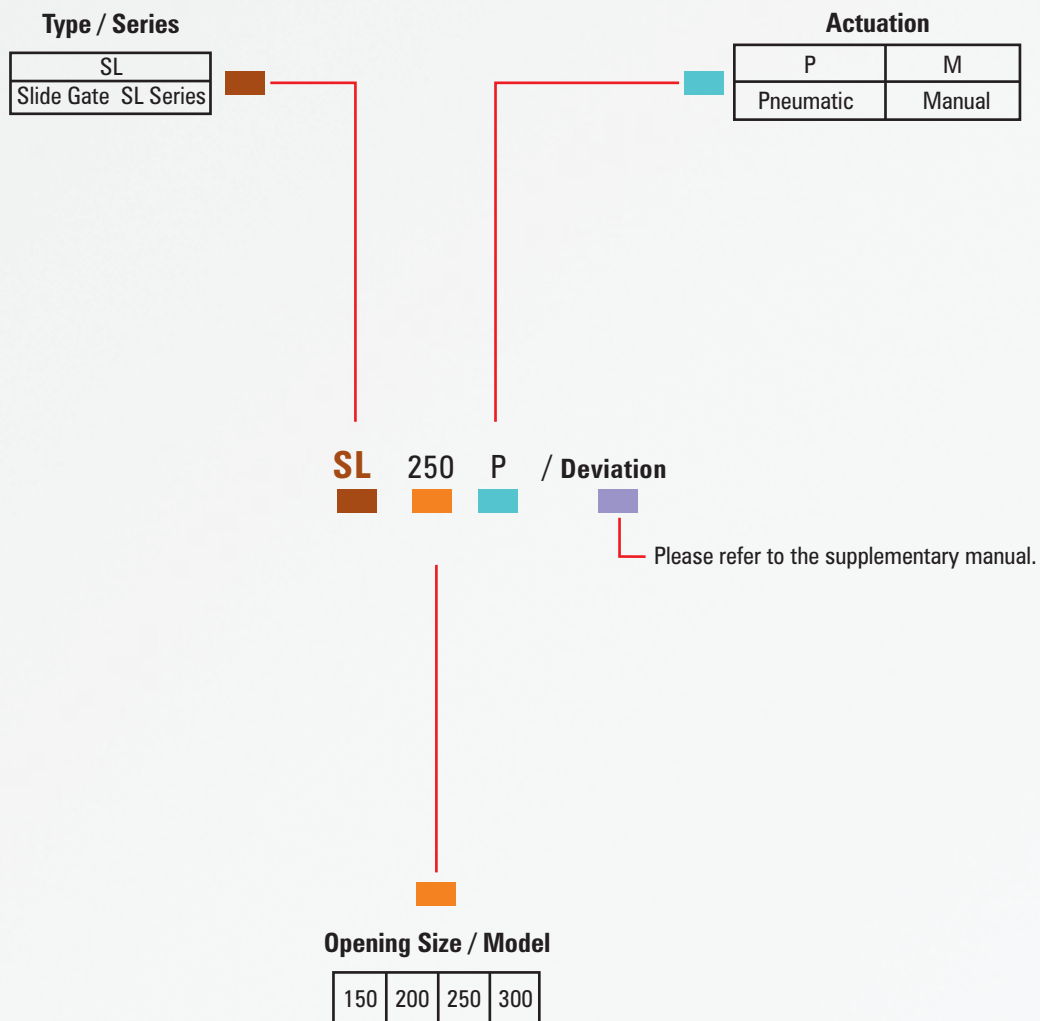 Type / Series
SL
Slide Gate SL Series
Actuation
P M
Pneumatic Manual
SL 250 P / Deviation
Please refer to the supplementary manual.
Opening Size / Model
150 200 250 300